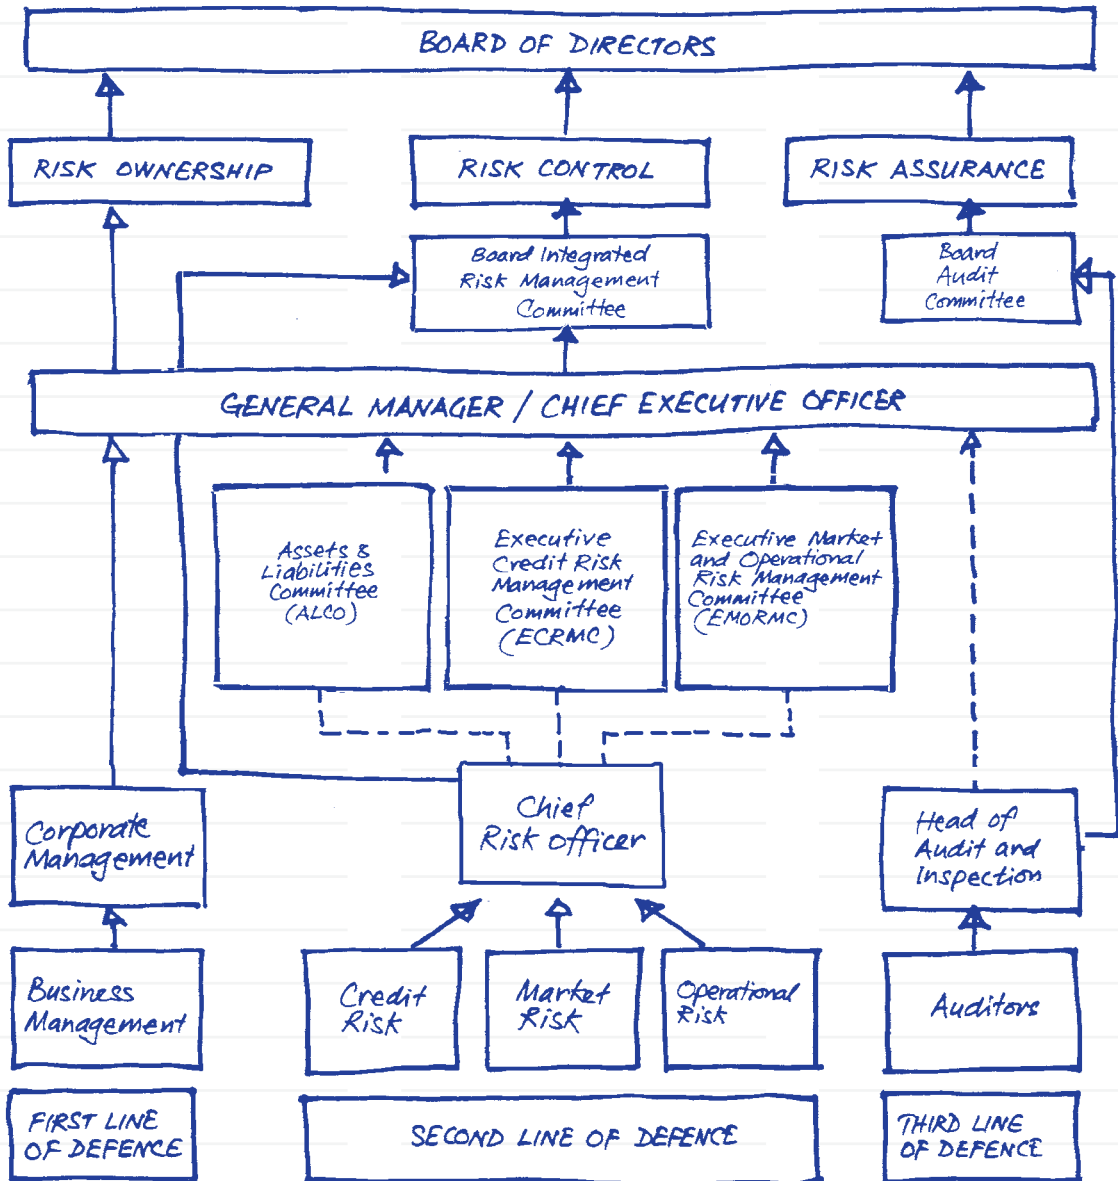 BOARD OF DIRECTORS
RISK OWNERSHIP
RISK CONTROL
RISK ASSURANCE
Board Integrated
Risk Management
Committee
Board
Audit
Committee
GENERAL MANAGER / CHIEF EXECUTIVE OFFICER
Assets &
Liabilities
Committee
(ALCO)
Executive
Credit Risk
Management
Committee
(ECRMC)
Executive Market
and Operational
Risk Management
Committee
(EMORMC)
Corporate
Management
Chief
Risk Officer
Head of
Audit and
Inspection
Business
Management
Credit
Risk
Market
Risk
Operational
Risk
Auditors
FIRST LINE
OF DEFENCE
SECOND LINE OF DEFENCE
THIRD LINE
OF DEFENCE